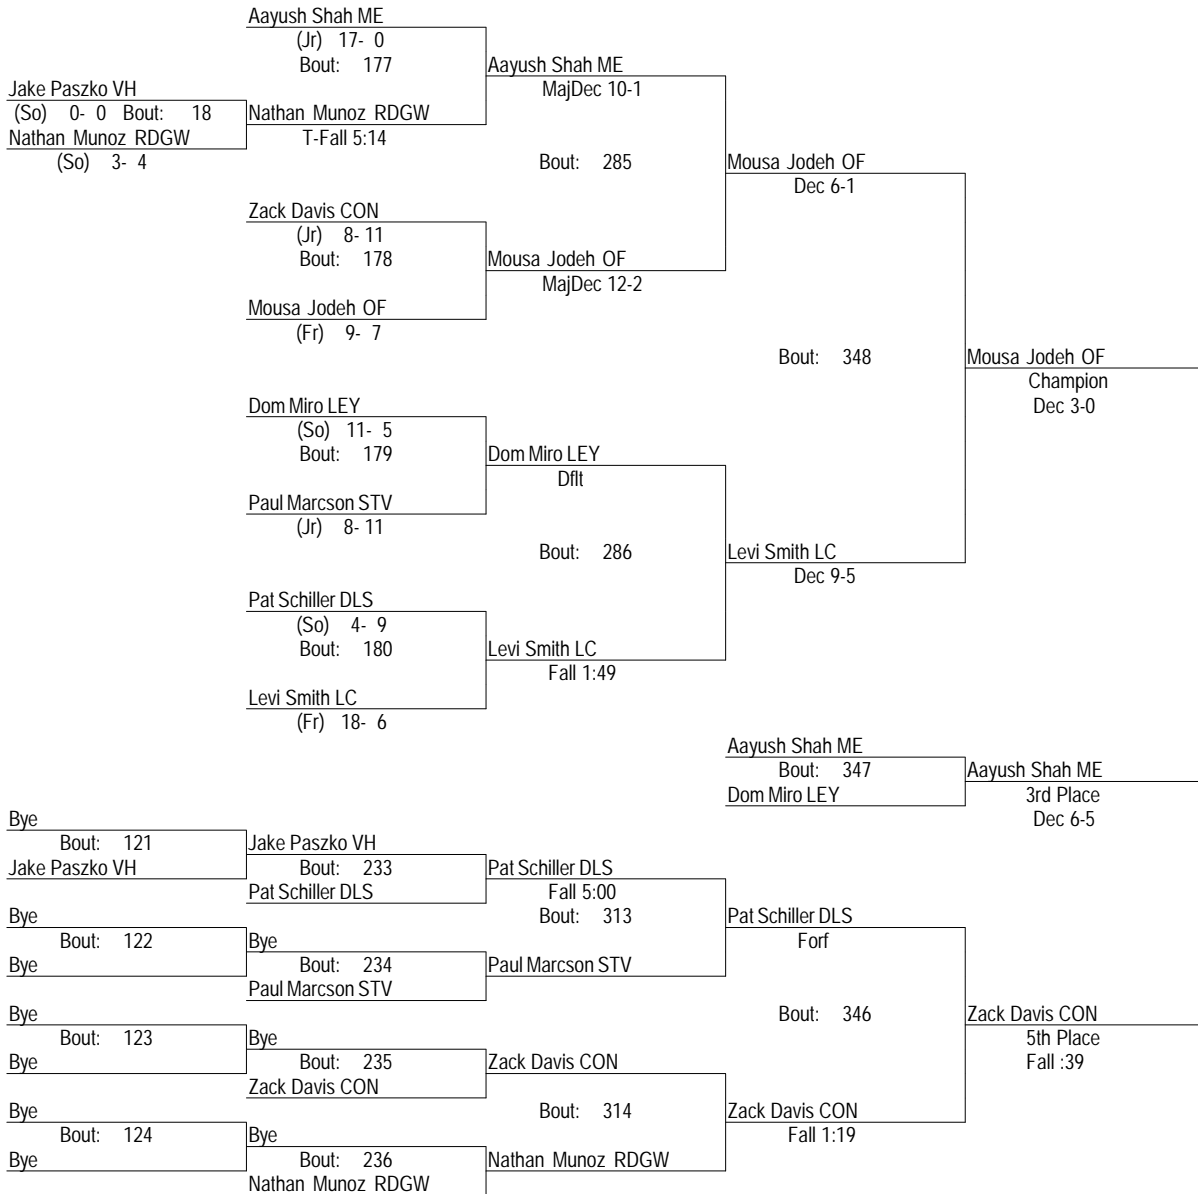 Aayush Shah ME
(Jr) 17- 0
Bout: 177
Aayush Shah ME
MajDec 10-1
Jake Paszko VH
(So) 0- 0 Bout: 18
Nathan Munoz RDGW
Nathan Munoz RDGW
T-Fall 5:14
(So) 3- 4
Bout: 285
Mousa Jodeh OF
Dec 6-1
Zack Davis CON
(Jr) 8- 11
Bout: 178
Mousa Jodeh OF
MajDec 12-2
Mousa Jodeh OF
(Fr) 9- 7
Bout: 348
Mousa Jodeh OF
Champion
Dec 3-0
Dom Miro LEY
(So) 11- 5
Bout: 179
Dom Miro LEY
Dflt
Paul Marcson STV
(Jr) 8- 11
Bout: 286
Levi Smith LC
Dec 9-5
Pat Schiller DLS
(So) 4- 9
Bout: 180
Levi Smith LC
Fall 1:49
Levi Smith LC
(Fr) 18- 6
Aayush Shah ME
Bout: 347
Aayush Shah ME
Dom Miro LEY
3rd Place
Dec 6-5
Bye
Bout: 121
Jake Paszko VH
Jake Paszko VH
Bout: 233
Pat Schiller DLS
Pat Schiller DLS
Fall 5:00
Bye
Bout: 313
Pat Schiller DLS
Forf
Bout: 122
Bye
Bye
Bout: 234
Paul Marcson STV
Paul Marcson STV
Bye
Bout: 346
Zack Davis CON
5th Place
Fall :39
Bout: 123
Bye
Bye
Bout: 235
Zack Davis CON
Zack Davis CON
Bye
Bout: 314
Zack Davis CON
Fall 1:19
Bout: 124
Bye
Bye
Bout: 236
Nathan Munoz RDGW
Nathan Munoz RDGW